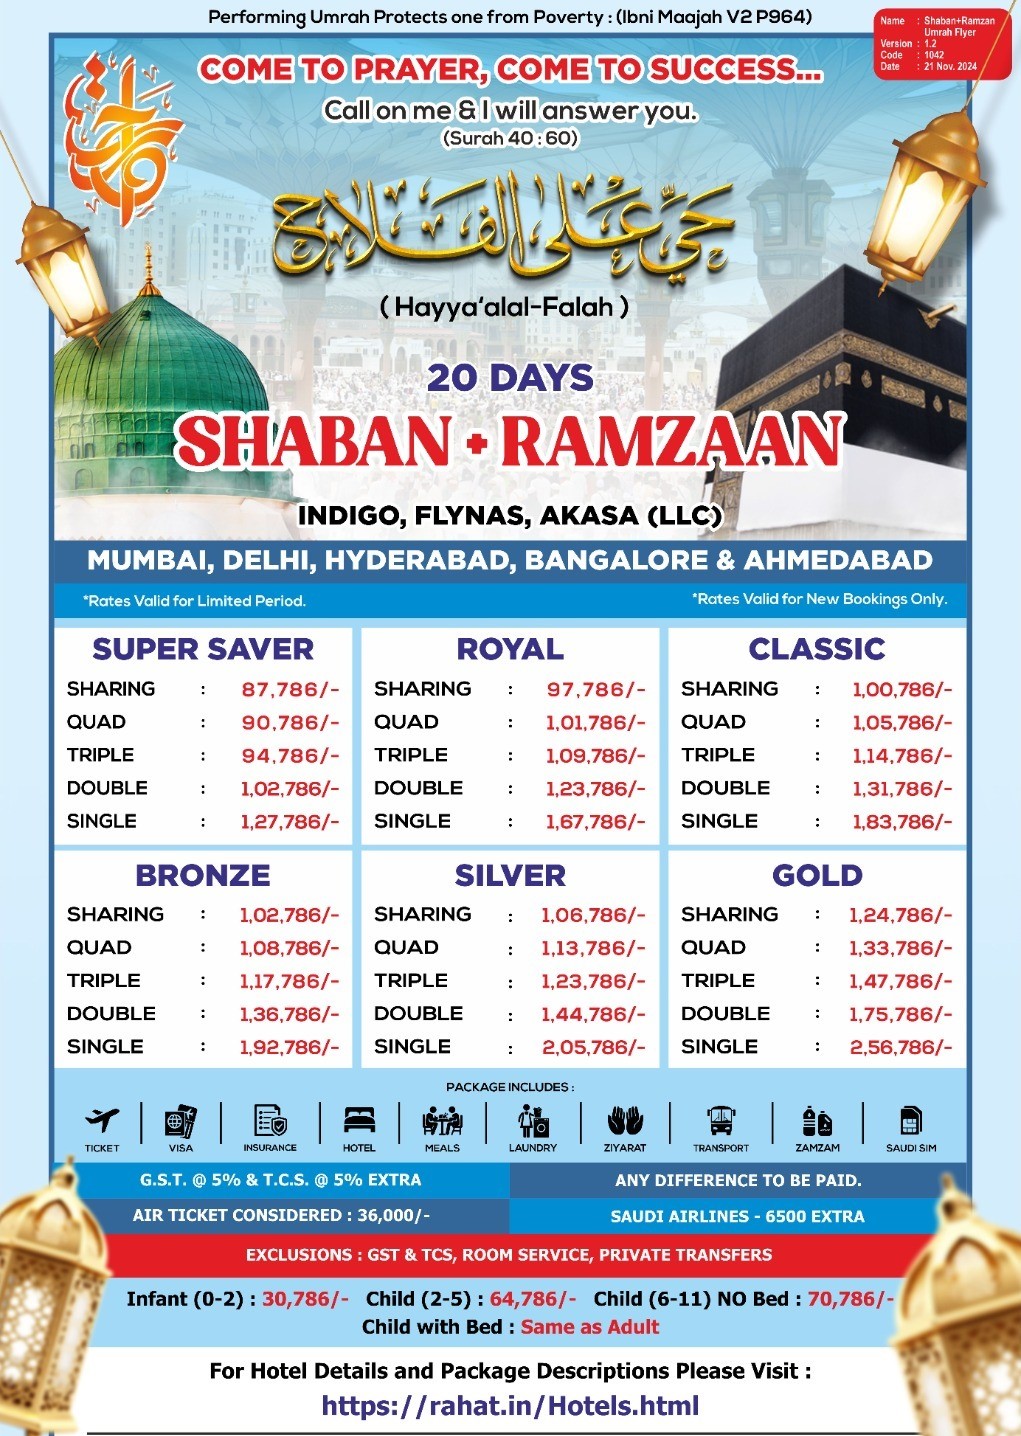 Performing Umrah Protects one from Poverty : (Ibni Maajah V2 P964)
Name : Shaban+Ramzan
Umrah Flyer
Version : 1.2
Code : 1042
Date : 21 Nov. 2024
COME TO PRAYER, COME TO SUCCESS...
Call on me & I will answer you.
(Surah 40 : 60)
حَيَّ عَلَى الْفَلَاحِ
( Hayya‘alal-Falah )
20 DAYS
SHABAN + RAMZAAN
INDIGO, FLYNAS, AKASA (LLC)
MUMBAI, DELHI, HYDERABAD, BANGALORE & AHMEDABAD
*Rates Valid for Limited Period.
*Rates Valid for New Bookings Only.
SUPER SAVER
SHARING : 87,786/-
QUAD : 90,786/-
TRIPLE : 94,786/-
DOUBLE : 1,02,786/-
SINGLE : 1,27,786/-
ROYAL
SHARING : 97,786/-
QUAD : 1,01,786/-
TRIPLE : 1,09,786/-
DOUBLE : 1,23,786/-
SINGLE : 1,67,786/-
CLASSIC
SHARING : 1,00,786/-
QUAD : 1,05,786/-
TRIPLE : 1,14,786/-
DOUBLE : 1,31,786/-
SINGLE : 1,83,786/-
BRONZE
SHARING : 1,02,786/-
QUAD : 1,08,786/-
TRIPLE : 1,17,786/-
DOUBLE : 1,36,786/-
SINGLE : 1,92,786/-
SILVER
SHARING : 1,06,786/-
QUAD : 1,13,786/-
TRIPLE : 1,23,786/-
DOUBLE : 1,44,786/-
SINGLE : 2,05,786/-
GOLD
SHARING : 1,24,786/-
QUAD : 1,33,786/-
TRIPLE : 1,47,786/-
DOUBLE : 1,75,786/-
SINGLE : 2,56,786/-
PACKAGE INCLUDES :
TICKET VISA INSURANCE HOTEL MEALS LAUNDRY ZIYARAT TRANSPORT ZAMZAM SAUDI SIM
G.S.T. @ 5% & T.C.S. @ 5% EXTRA
ANY DIFFERENCE TO BE PAID.
AIR TICKET CONSIDERED : 36,000/-
SAUDI AIRLINES - 6500 EXTRA
EXCLUSIONS : GST & TCS, ROOM SERVICE, PRIVATE TRANSFERS
Infant (0-2) : 30,786/- Child (2-5) : 64,786/- Child (6-11) NO Bed : 70,786/-
Child with Bed : Same as Adult
For Hotel Details and Package Descriptions Please Visit :
https://rahat.in/Hotels.html